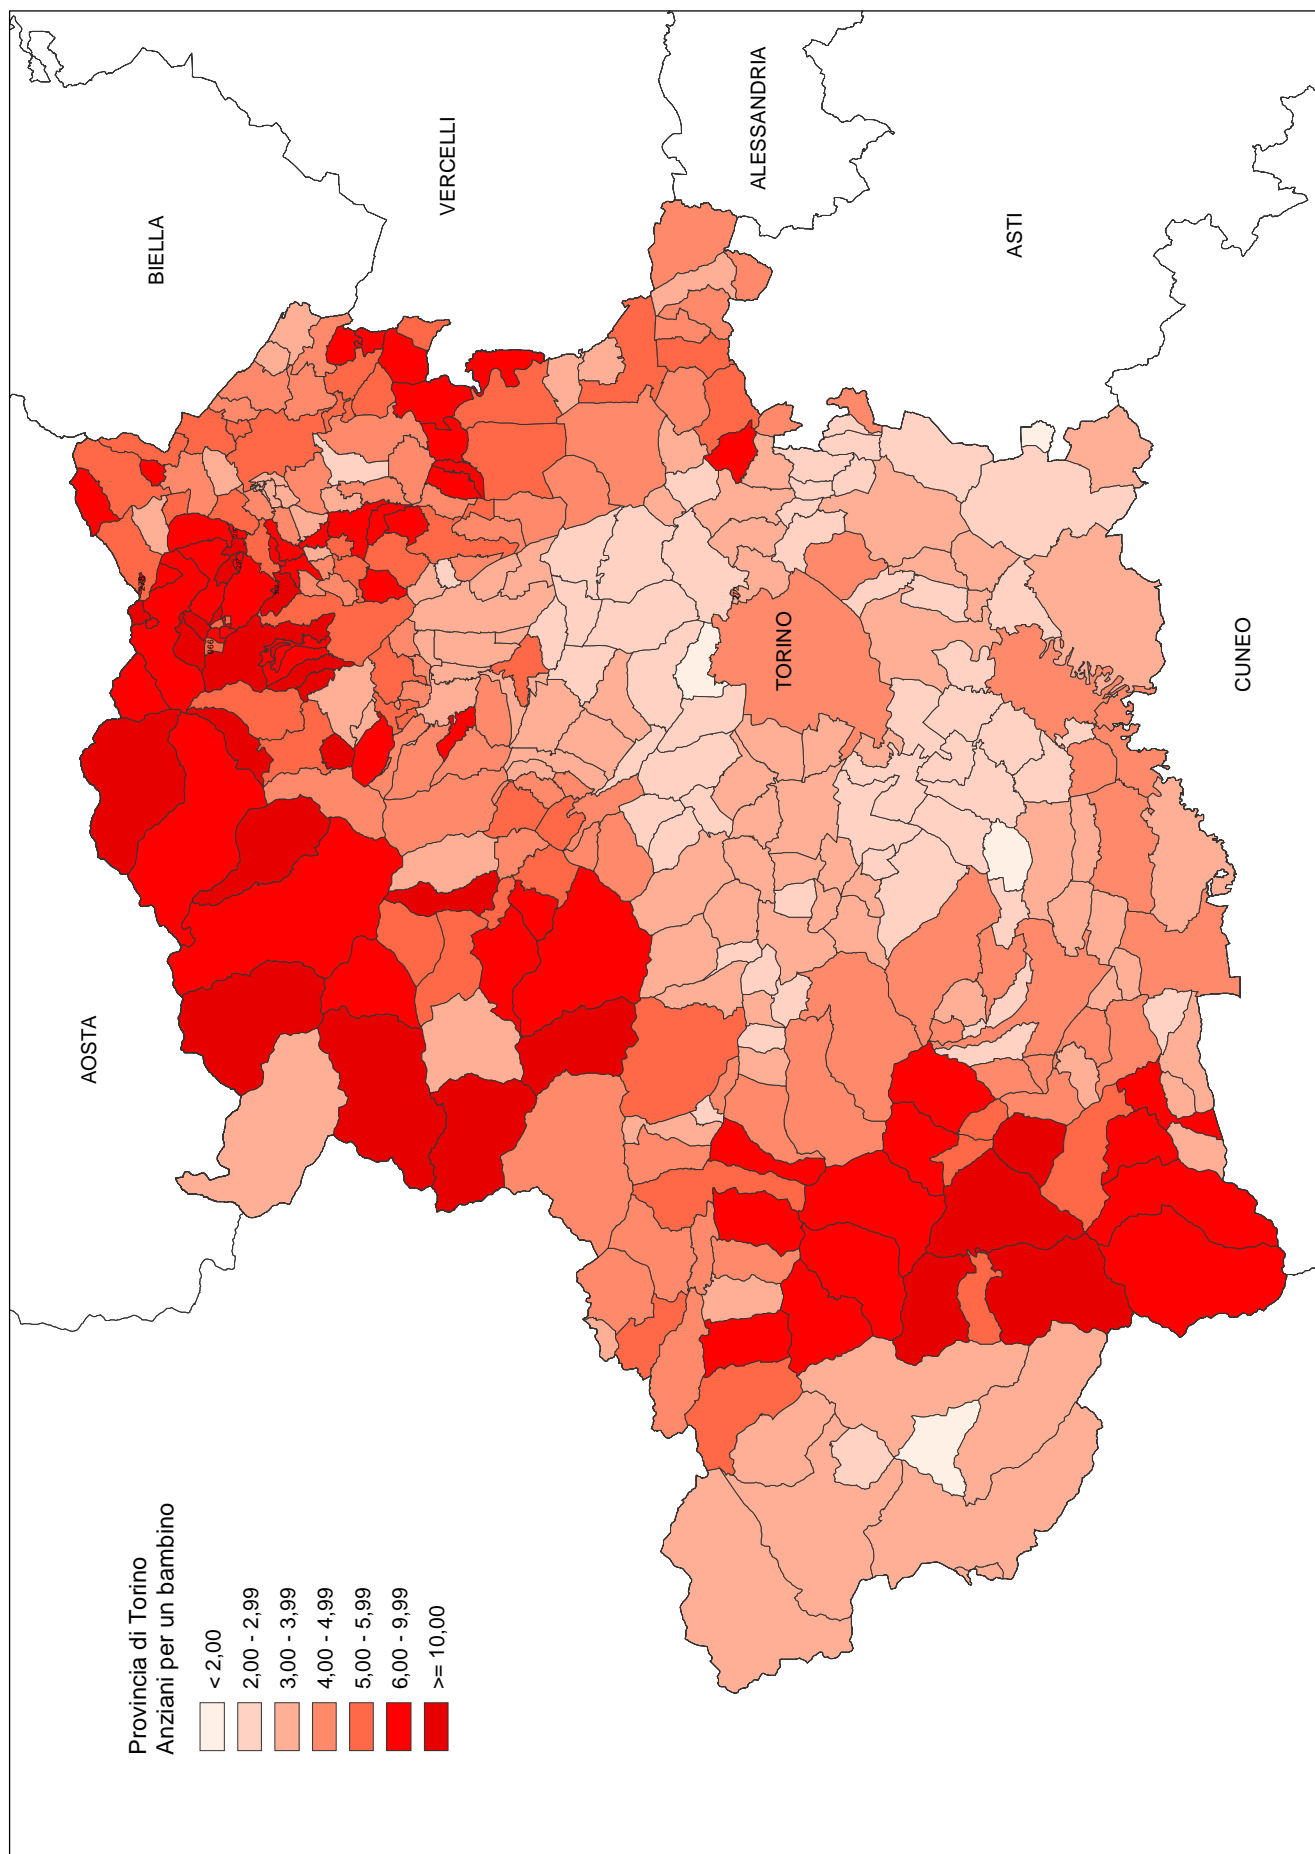 Provincia di Torino
Anziani per un bambino
< 2,00
2,00 - 2,99
3,00 - 3,99
4,00 - 4,99
5,00 - 5,99
6,00 - 9,99
>= 10,00
AOSTA
BIELLA
VERCELLI
ALESSANDRIA
ASTI
TORINO
CUNEO